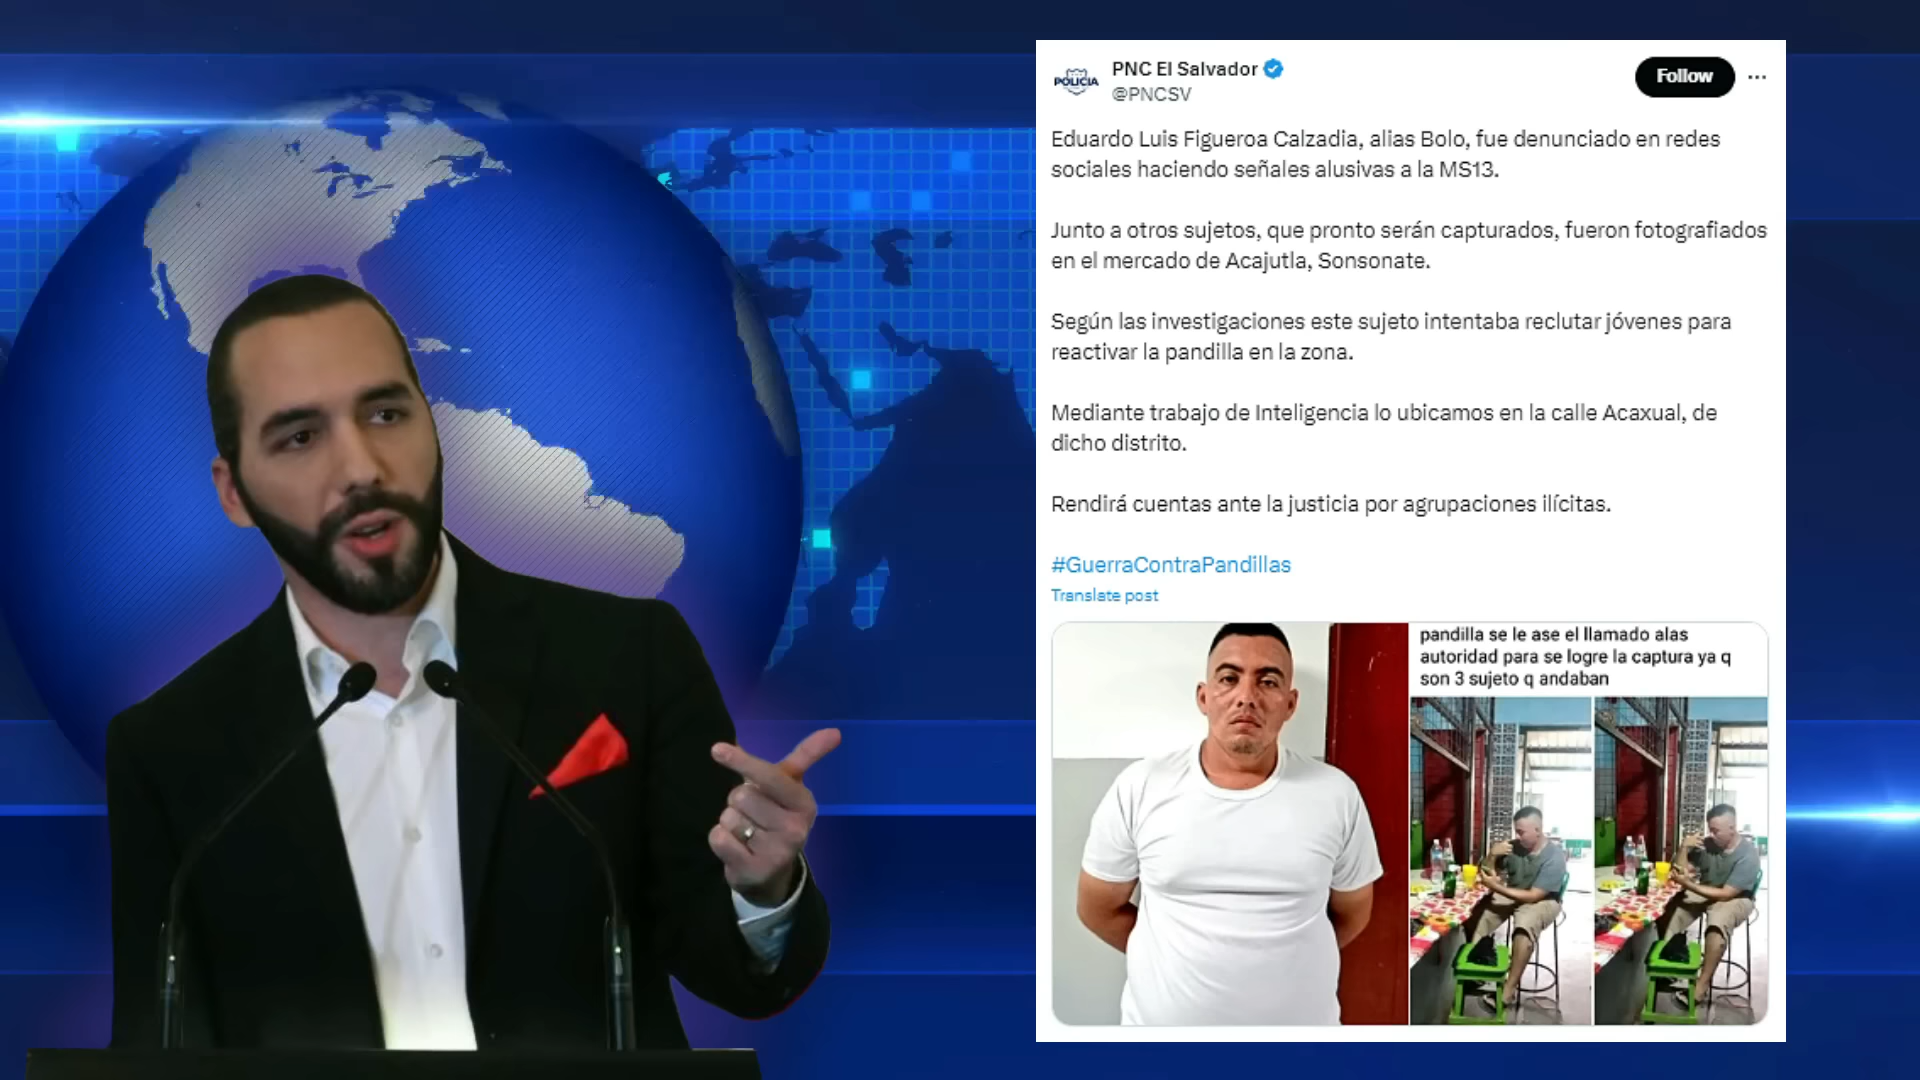 PNC El Salvador
@PNCSV
POLICIA
Follow
Eduardo Luis Figueroa Calzadia, alias Bolo, fue denunciado en redes
sociales haciendo señales alusivas a la MS13.
Junto a otros sujetos, que pronto serán capturados, fueron fotografiados
en el mercado de Acajutla, Sonsonate.
Según las investigaciones este sujeto intentaba reclutar jóvenes para
reactivar la pandilla en la zona.
Mediante trabajo de Inteligencia lo ubicamos en la calle Acaxual, de
dicho distrito.
Rendirá cuentas ante la justicia por agrupaciones ilícitas.
#GuerraContraPandillas
Translate post
pandilla se le ase el llamado alas
autoridad para se logre la captura ya q
son 3 sujeto q andaban